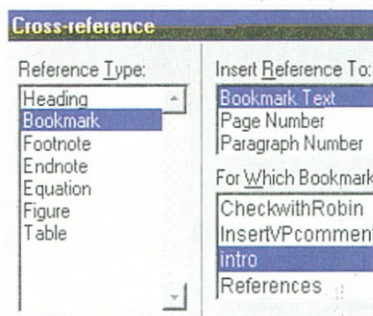 Cross-reference
Reference Type:
Heading
Bookmark
Footnote
Endnote
Equation
Figure
Table
Insert Reference To:
Bookmark Text
Page Number
Paragraph Number
For Which Bookmark
CheckwithRobin
InsertVPcomment
intro
References